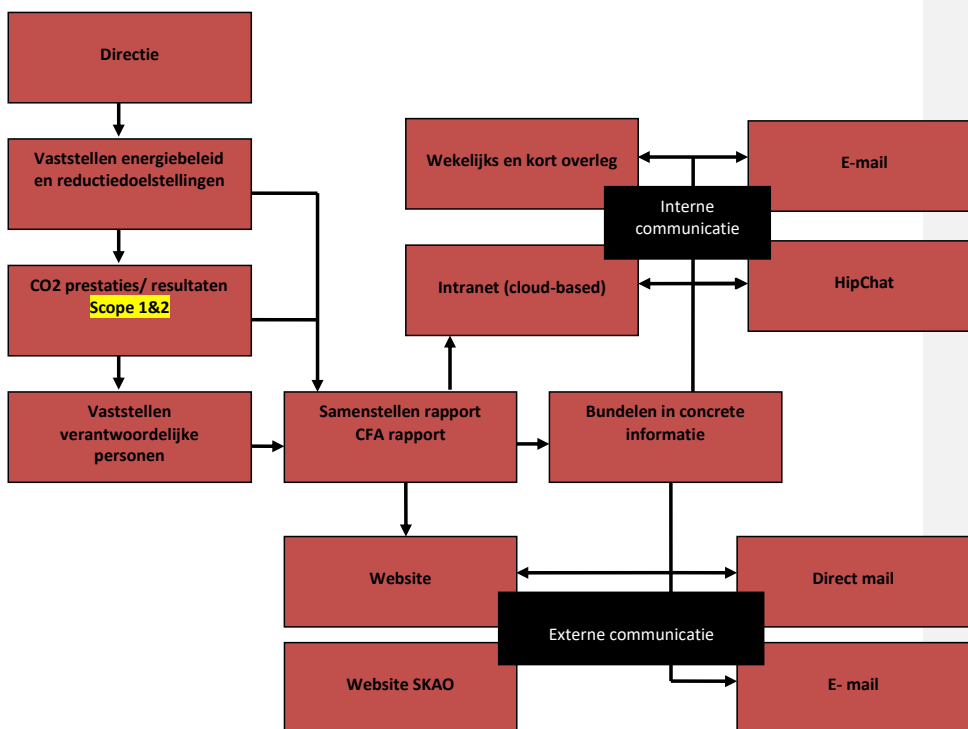 Directie
Vaststellen energiebeleid
en reductiedoelstellingen
CO2 prestaties/ resultaten
Scope 1&2
Vaststellen
verantwoordelijke
personen
Wekelijks en kort overleg
E-mail
Interne
communicatie
Intranet (cloud-based)
HipChat
Samenstellen rapport
CFA rapport
Bundelen in concrete
informatie
Website
Direct mail
Externe communicatie
Website SKAO
E- mail